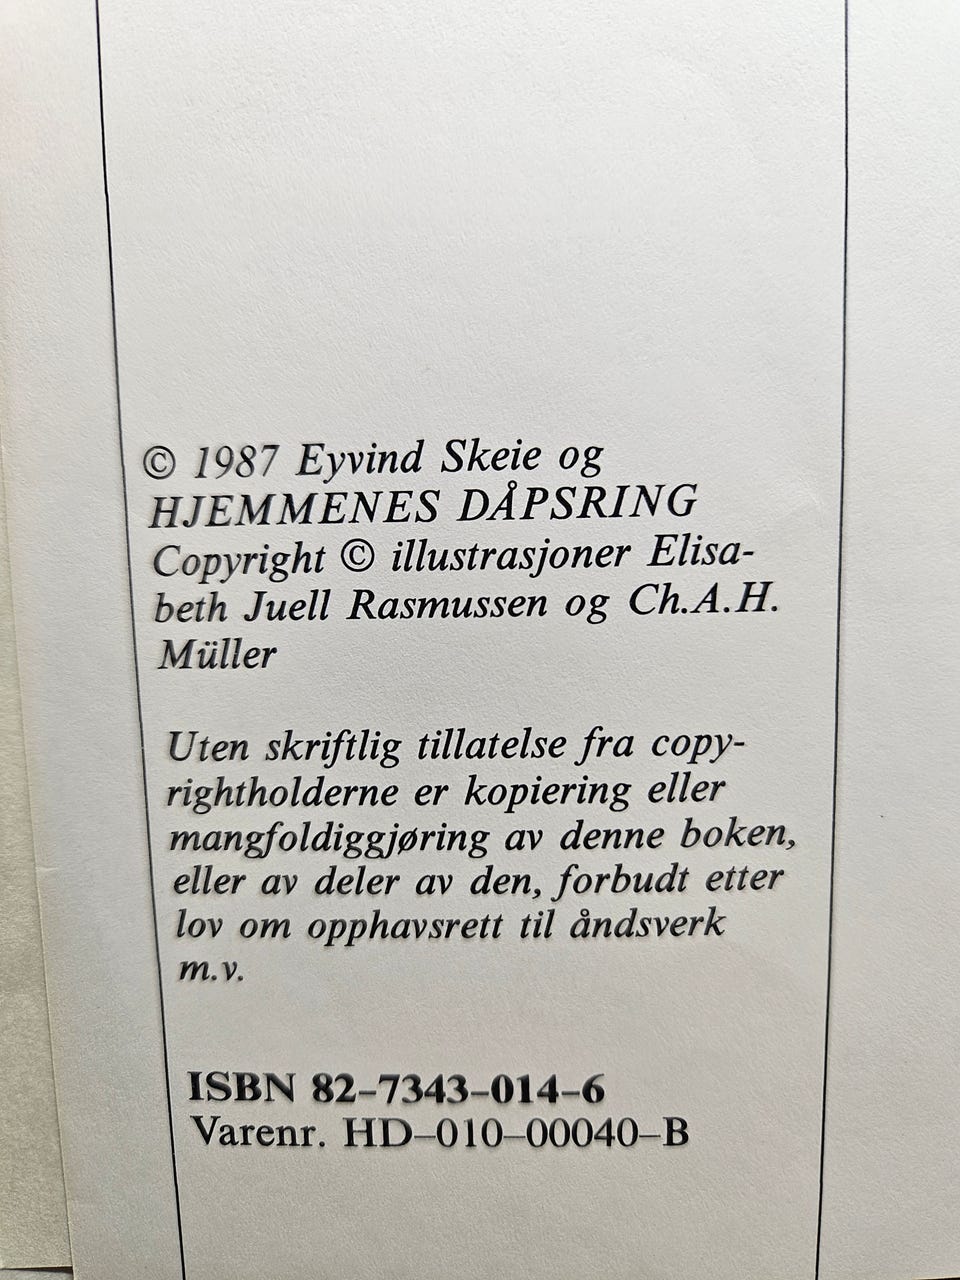 © 1987 Eyvind Skeie og
HJEMMENES DÅPSRING
Copyright © illustrasjoner Elisa-
beth Juell Rasmussen og Ch.A.H.
Müller
Uten skriftlig tillatelse fra copy-
rightholderne er kopiering eller
mangfoldiggjøring av denne boken,
eller av deler av den, forbudt etter
lov om opphavsrett til åndsverk
m.v.
ISBN 82-7343-014-6
Varenr. HD-010-00040-B